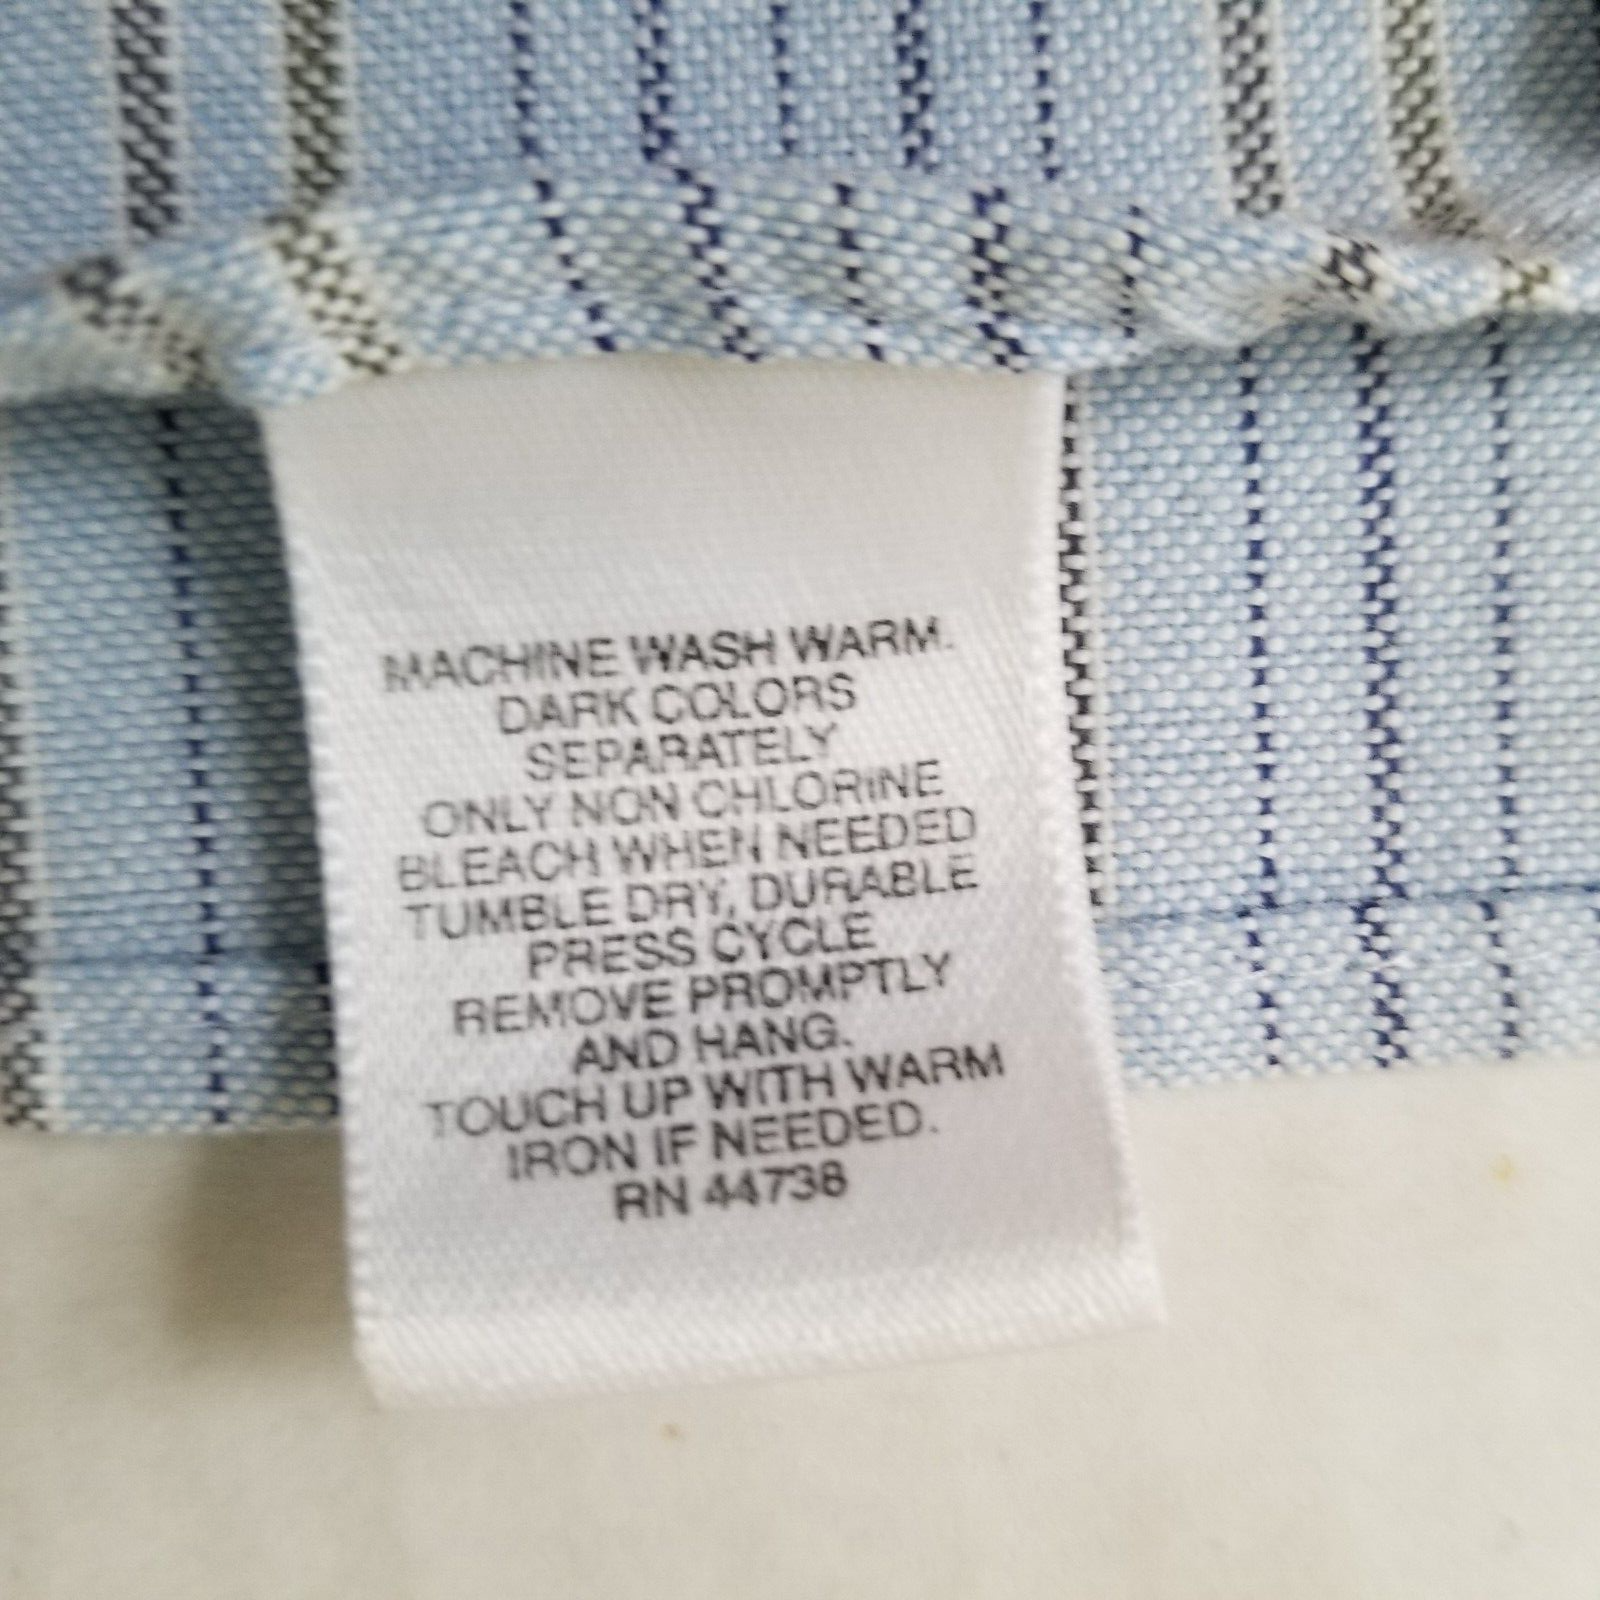 MACHINE WASH WARM.
DARK COLORS
SEPARATELY
ONLY NON CHLORINE
BLEACH WHEN NEEDED
TUMBLE DRY, DURABLE
PRESS CYCLE
REMOVE PROMPTLY
AND HANG.
TOUCH UP WITH WARM
IRON IF NEEDED.
RN 44738